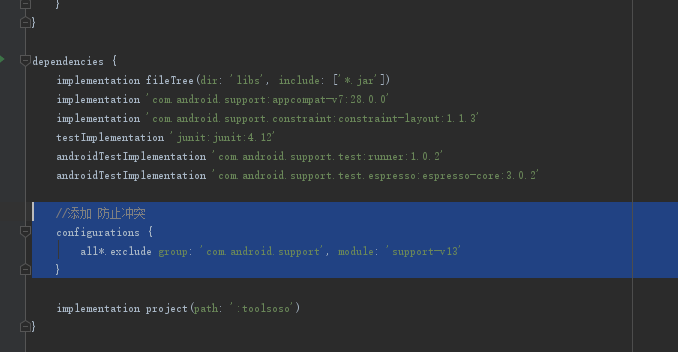 }
}
dependencies {
implementation fileTree(dir: 'libs', include: ['*.jar'])
implementation 'com.android.support:appcompat-v7:28.0.0'
implementation 'com.android.support.constraint:constraint-layout:1.1.3'
testImplementation 'junit:junit:4.12'
androidTestImplementation 'com.android.support.test:runner:1.0.2'
androidTestImplementation 'com.android.support.test.espresso:espresso-core:3.0.2'
//添加 防止冲突
configurations {
all*.exclude group: 'com.android.support', module: 'support-v13'
}
implementation project(path: ':toolsoso')
}